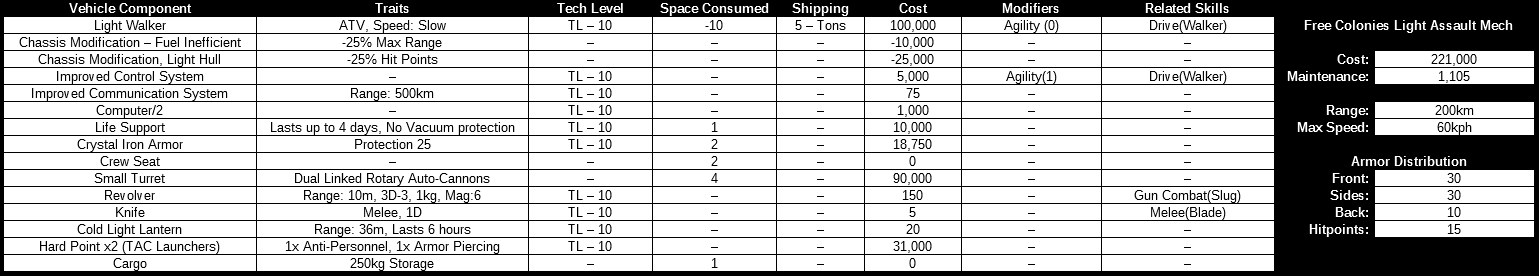 Vehicle Component Traits Tech Level Space Consumed Shipping Cost Modifiers Related Skills
Light Walker ATV, Speed: Slow TL – 10 -10 5 – Tons 100,000 Agility (0) Drive(Walker)
Chassis Modification – Fuel Inefficient -25% Max Range – – – -10,000 – –
Chassis Modification, Light Hull -25% Hit Points – – – -25,000 – –
Improved Control System – TL – 10 – – 5,000 Agility(1) Drive(Walker)
Improved Communication System Range: 500km TL – 10 – – 75 – –
Computer/2 – TL – 10 – – 1,000 – –
Life Support Lasts up to 4 days, No Vacuum protection TL – 10 1 – 10,000 – –
Crystal Iron Armor Protection 25 TL – 10 2 – 18,750 – –
Crew Seat – – 2 – 0 – –
Small Turret Dual Linked Rotary Auto-Cannons – 4 – 90,000 – –
Revolver Range: 10m, 3D-3, 1kg, Mag:6 TL – 10 – – 150 – Gun Combat(Slug)
Knife Melee, 1D TL – 10 – – 5 – Melee(Blade)
Cold Light Lantern Range: 36m, Lasts 6 hours TL – 10 – – 20 – –
Hard Point x2 (TAC Launchers) 1x Anti-Personnel, 1x Armor Piercing TL – 10 – – 31,000 – –
Cargo 250kg Storage – 1 – 0 – –
Free Colonies Light Assault Mech
Cost: 221,000
Maintenance: 1,105
Range: 200km
Max Speed: 60kph
Armor Distribution
Front: 30
Sides: 30
Back: 10
Hitpoints: 15